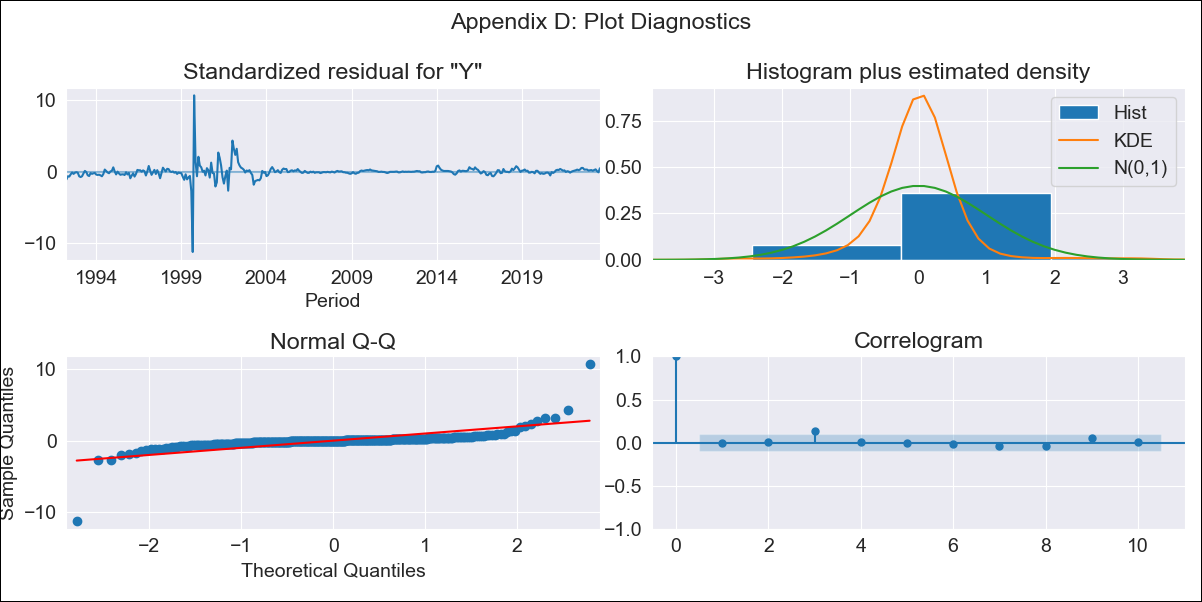 Appendix D: Plot Diagnostics
Standardized residual for "Y"
10
0
−10
1994 1999 2004 2009 2014 2019
Period
Histogram plus estimated density
Hist
KDE
N(0,1)
0.75
0.50
0.25
0.00
−3 −2 −1 0 1 2 3
Normal Q-Q
Sample Quantiles
10
0
−10
−2 −1 0 1 2
Theoretical Quantiles
Correlogram
1.0
0.5
0.0
−0.5
−1.0
0 2 4 6 8 10